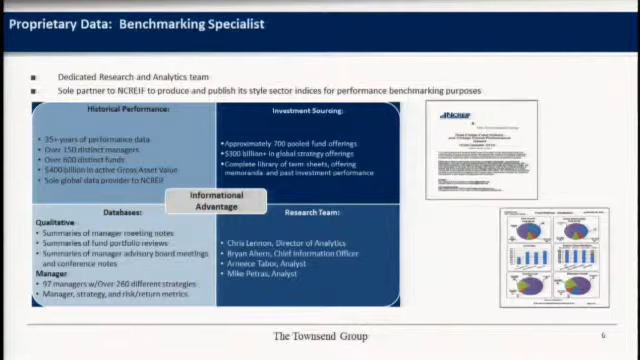 Proprietary Data: Benchmarking Specialist
Dedicated Research and Analytics team
Sole partner to NCREIF to produce and publish its style sector indices for performance benchmarking purposes
Historical Performance:
35+ years of performance data
Over 150 distinct managers
Over 600 distinct funds
$400 billion in active Gross Asset Value
Sole global data provider to NCREIF
Investment Sourcing:
Approximately 700 pooled fund offerings
$300 billion+ in global strategy offerings
Complete library of term sheets, offering
memoranda and past investment performance
Informational
Advantage
Databases:
Qualitative
Summaries of manager meeting notes
Summaries of fund portfolio reviews
Summaries of manager advisory board meetings
and conference notes
Manager
97 managers w/Over 260 different strategies
Manager, strategy, and risk/return metrics
Research Team:
Chris Lennon, Director of Analytics
Bryan Ahern, Chief Information Officer
Arneece Tabor, Analyst
Mike Petras, Analyst
NCREIF
The Townsend Group
6